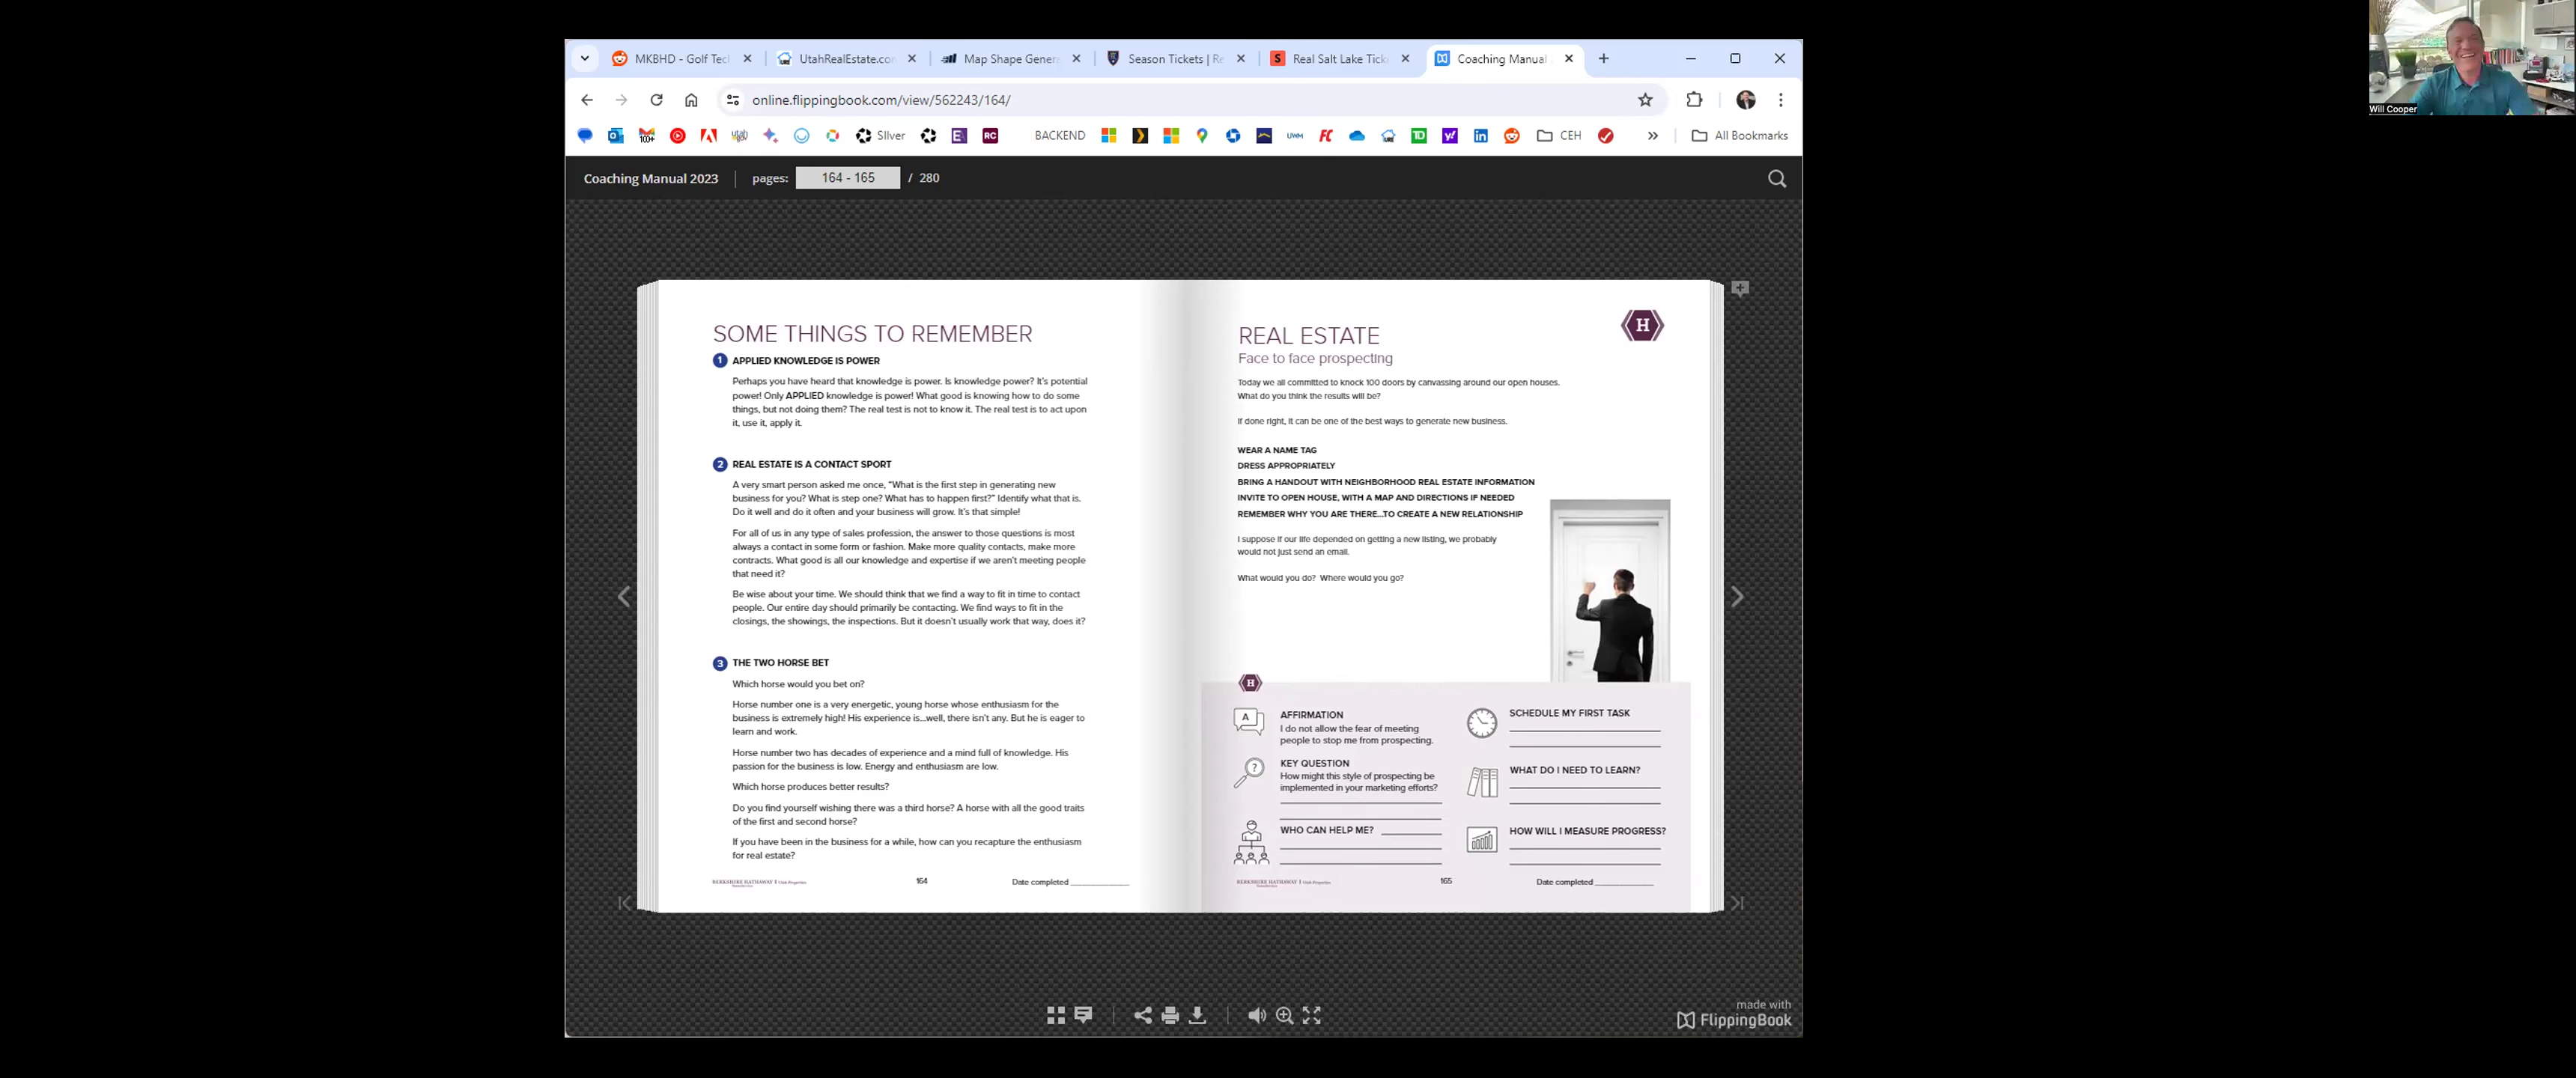 MKBHD - Golf Tec
UtahRealEstate.co
Map Shape Gener
Season Tickets | Re
Real Salt Lake Tick
Coaching Manual
online.flippingbook.com/view/562243/164/
SIlver
BACKEND
CEH
All Bookmarks
Will Cooper
Coaching Manual 2023 pages: 164 - 165 / 280
SOME THINGS TO REMEMBER
1 APPLIED KNOWLEDGE IS POWER
Perhaps you have heard that knowledge is power. Is knowledge power? It's potential
power! Only APPLIED knowledge is power! What good is knowing how to do some
things, but not doing them? The real test is not to know it. The real test is to act upon
it, use it, apply it.
2 REAL ESTATE IS A CONTACT SPORT
A very smart person asked me once, "What is the first step in generating new
business for you? What is step one? What has to happen first?" Identify what that is.
Do it well and do it often and your business will grow. It's that simple!
For all of us in any type of sales profession, the answer to those questions is most
always a contact in some form or fashion. Make more quality contacts, make more
contracts. What good is all our knowledge and expertise if we aren't meeting people
that need it?
Be wise about your time. We should think that we find a way to fit in time to contact
people. Our entire day should primarily be contacting. We find ways to fit in the
closings, the showings, the inspections. But it doesn't usually work that way, does it?
3 THE TWO HORSE BET
Which horse would you bet on?
Horse number one is a very energetic, young horse whose enthusiasm for the
business is extremely high! His experience is...well, there isn't any. But he is eager to
learn and work.
Horse number two has decades of experience and a mind full of knowledge. His
passion for the business is low. Energy and enthusiasm are low.
Which horse produces better results?
Do you find yourself wishing there was a third horse? A horse with all the good traits
of the first and second horse?
If you have been in the business for a while, how can you recapture the enthusiasm
for real estate?
BERKSHIRE HATHAWAY | Utah Properties
164
Date completed
REAL ESTATE
H
Face to face prospecting
Today we all committed to knock 100 doors by canvassing around our open houses.
What do you think the results will be?
If done right, it can be one of the best ways to generate new business.
WEAR A NAME TAG
DRESS APPROPRIATELY
BRING A HANDOUT WITH NEIGHBORHOOD REAL ESTATE INFORMATION
INVITE TO OPEN HOUSE, WITH A MAP AND DIRECTIONS IF NEEDED
REMEMBER WHY YOU ARE THERE...TO CREATE A NEW RELATIONSHIP
I suppose if our life depended on getting a new listing, we probably
would not just send an email.
What would you do? Where would you go?
H
AFFIRMATION
I do not allow the fear of meeting
people to stop me from prospecting.
KEY QUESTION
How might this style of prospecting be
implemented in your marketing efforts?
WHO CAN HELP ME?
SCHEDULE MY FIRST TASK
WHAT DO I NEED TO LEARN?
HOW WILL I MEASURE PROGRESS?
BERKSHIRE HATHAWAY | Utah Properties
165
Date completed
made with
FlippingBook